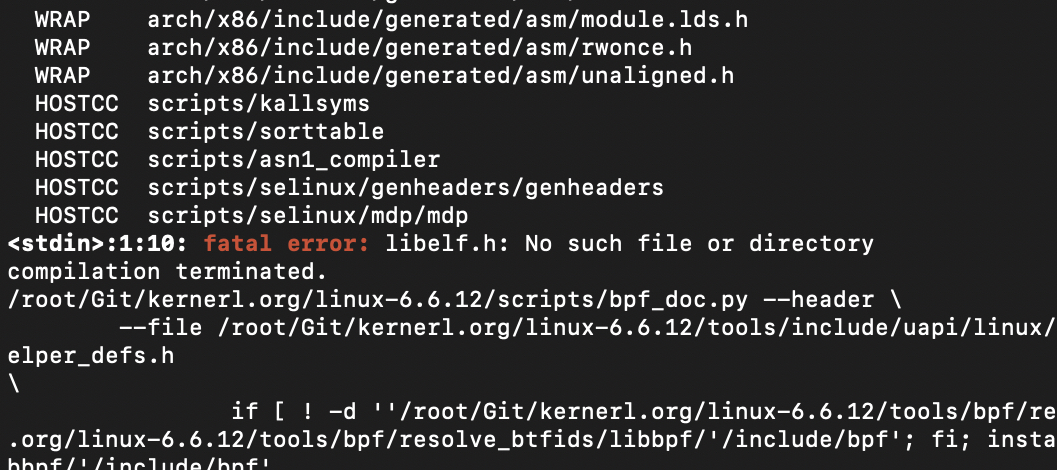 WRAP    arch/x86/include/generated/asm/module.lds.h
WRAP    arch/x86/include/generated/asm/rwonce.h
WRAP    arch/x86/include/generated/asm/unaligned.h
HOSTCC  scripts/kallsyms
HOSTCC  scripts/sorttable
HOSTCC  scripts/asn1_compiler
HOSTCC  scripts/selinux/genheaders/genheaders
HOSTCC  scripts/selinux/mdp/mdp
<stdin>:1:10: fatal error: libelf.h: No such file or directory
compilation terminated.
/root/Git/kernerl.org/linux-6.6.12/scripts/bpf_doc.py --header \
--file /root/Git/kernerl.org/linux-6.6.12/tools/include/uapi/linux/
elper_defs.h
\
if [ ! -d ''/root/Git/kernerl.org/linux-6.6.12/tools/bpf/re
.org/linux-6.6.12/tools/bpf/resolve_btfids/libbpf/'/include/bpf'; fi; insta
bbpf/'/include/bpf'